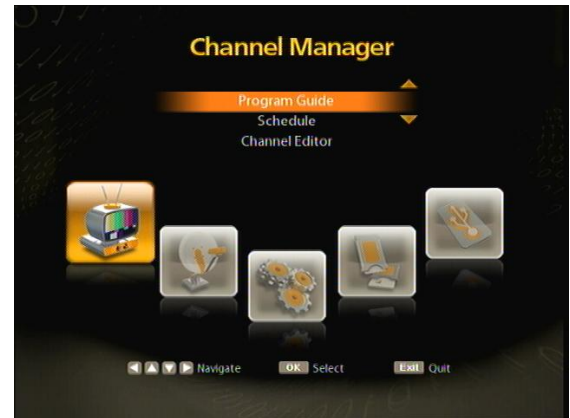 Channel Manager
Program Guide
Schedule
Channel Editor
Navigate OK Select Exit Quit